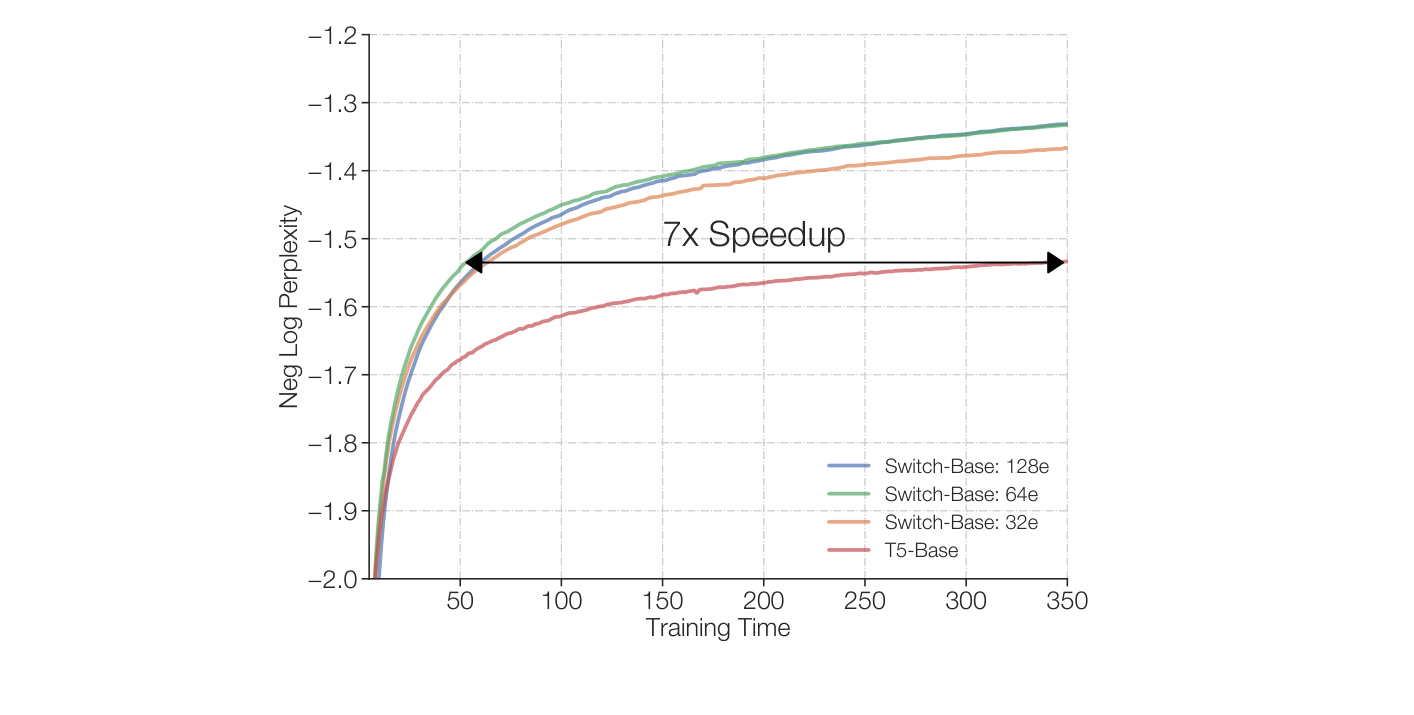 −1.2
−1.3
−1.4
−1.5
−1.6
−1.7
−1.8
−1.9
−2.0
Neg Log Perplexity
7x Speedup
Switch-Base: 128e
Switch-Base: 64e
Switch-Base: 32e
T5-Base
50 100 150 200 250 300 350
Training Time